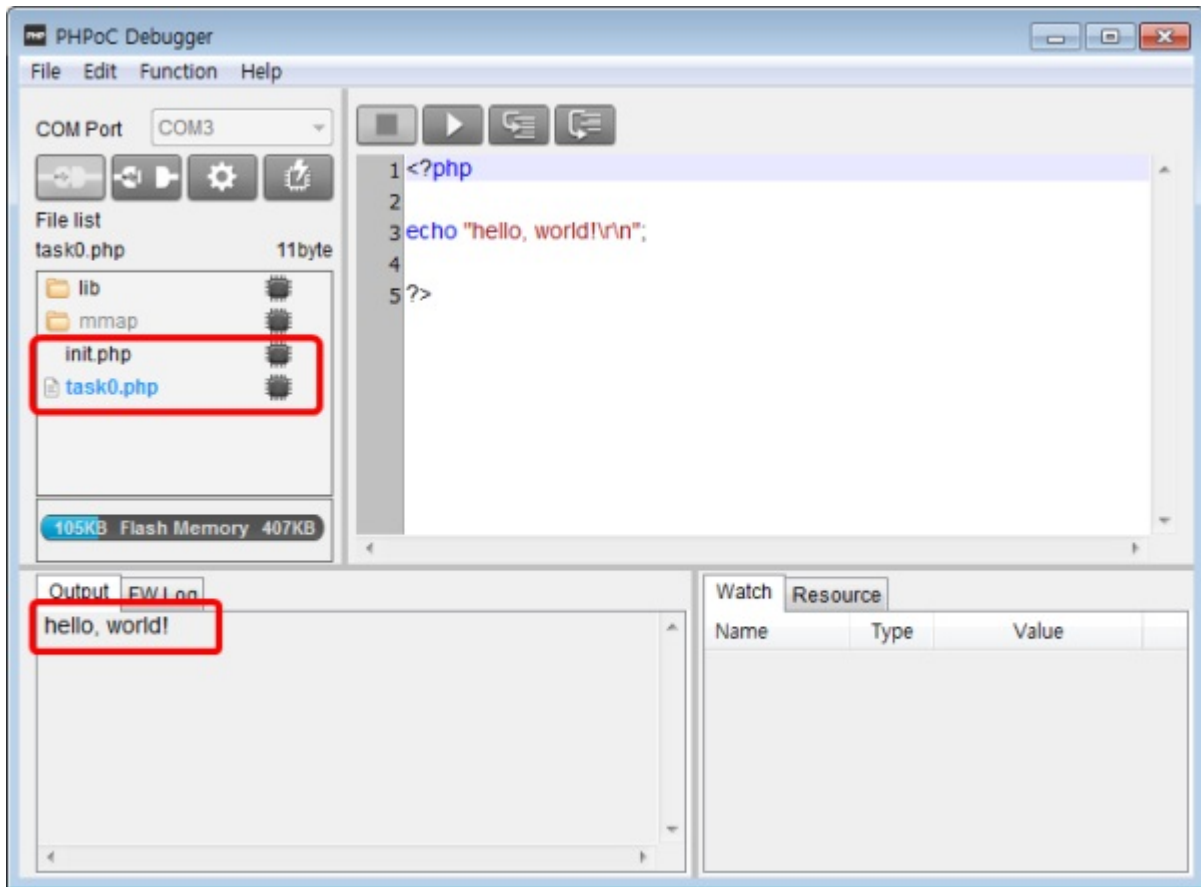 PHPoC Debugger
File Edit Function Help
COM Port COM3
File list
task0.php 11byte
lib
mmap
init.php
task0.php
105KB Flash Memory 407KB
1 <?php
2
3 echo "hello, world!\r\n";
4
5 ?>
Output FW Log
hello, world!
Watch Resource
Name Type Value